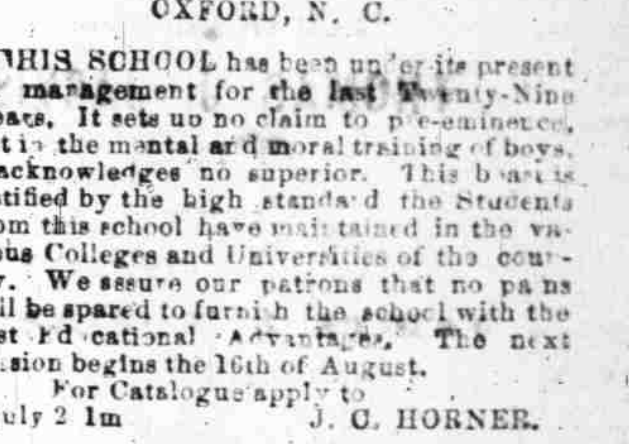 OXFORD, N. C.
THIS SCHOOL has been under its present
management for the last Twenty-Nine
ears. It sets up no claim to pre-eminence,
t in the mental and moral training of boys,
acknowledges no superior. This boast is
tified by the high standard the Students
om this school have maintained in the va-
ous Colleges and Universities of the coun-
y. We assure our patrons that no pains
ill be spared to furnish the school with the
st Educational Advantages. The next
ssion begins the 16th of August.
For Catalogue apply to
uly 2 1m J. C. HORNER.